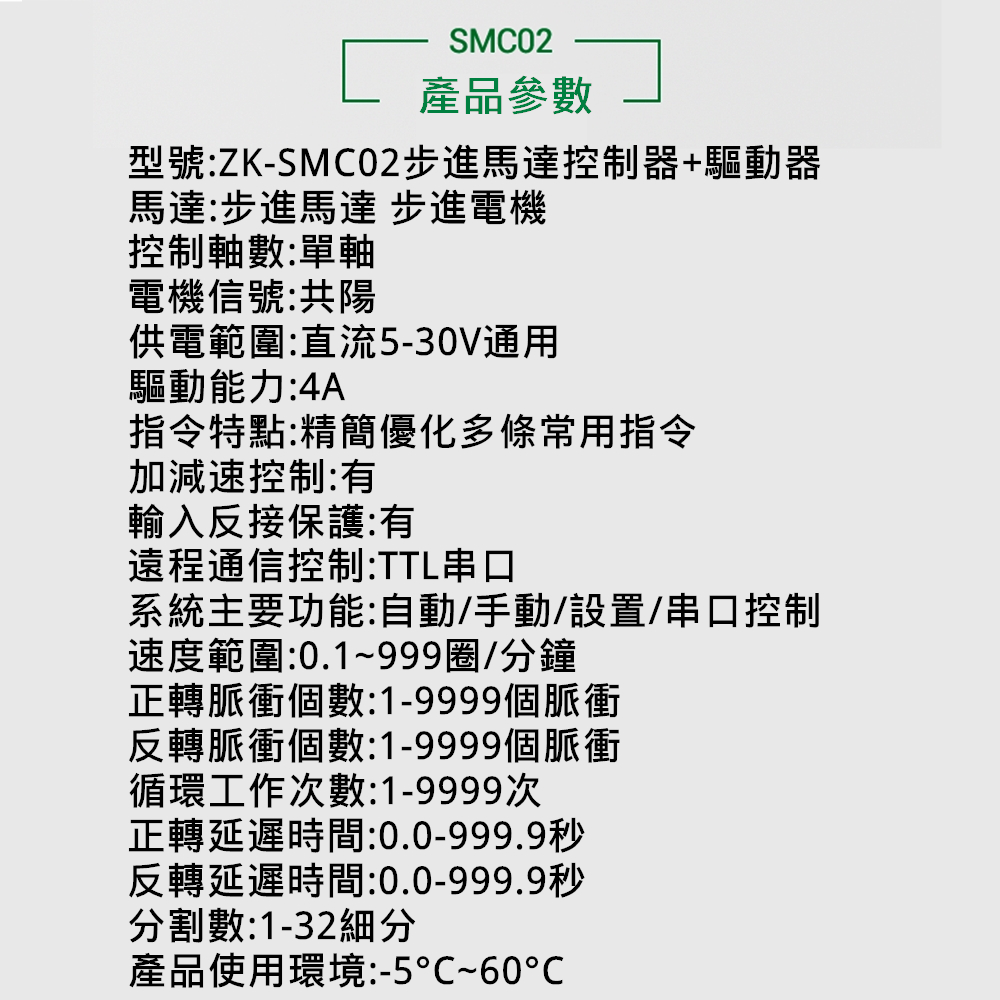 SMC02
產品參數
型號:ZK-SMC02步進馬達控制器+驅動器
馬達:步進馬達 步進電機
控制軸數:單軸
電機信號:共陽
供電範圍:直流5-30V通用
驅動能力:4A
指令特點:精簡優化多條常用指令
加減速控制:有
輸入反接保護:有
遠程通信控制:TTL串口
系統主要功能:自動/手動/設置/串口控制
速度範圍:0.1~999圈/分鐘
正轉脈衝個數:1-9999個脈衝
反轉脈衝個數:1-9999個脈衝
循環工作次數:1-9999次
正轉延遲時間:0.0-999.9秒
反轉延遲時間:0.0-999.9秒
分割數:1-32細分
產品使用環境:-5°C~60°C